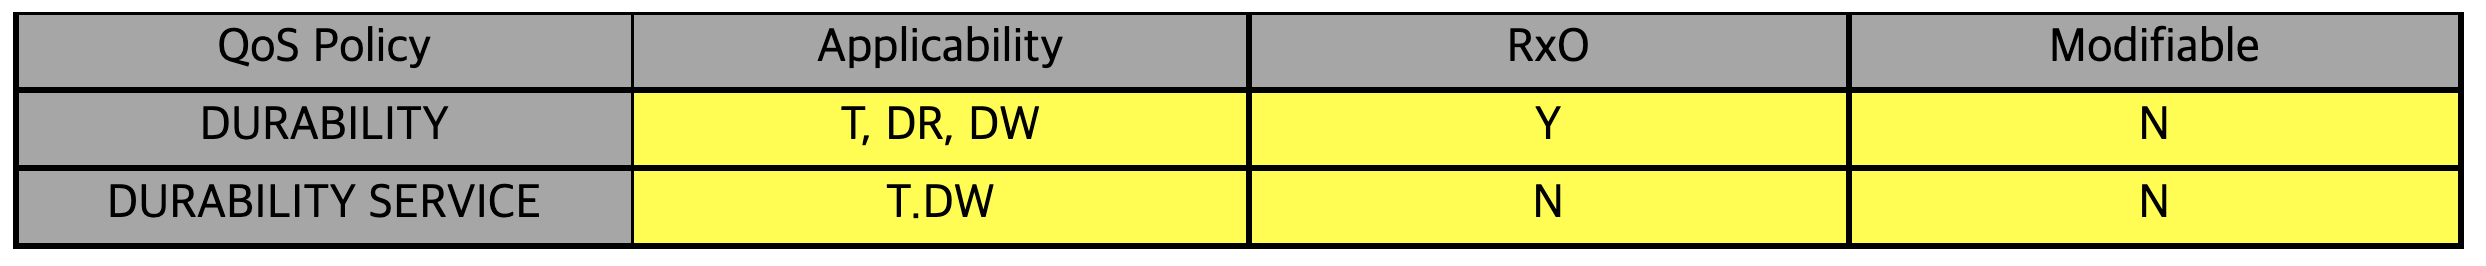 QoS Policy Applicability RxO Modifiable
DURABILITY T, DR, DW Y N
DURABILITY SERVICE T.DW N N